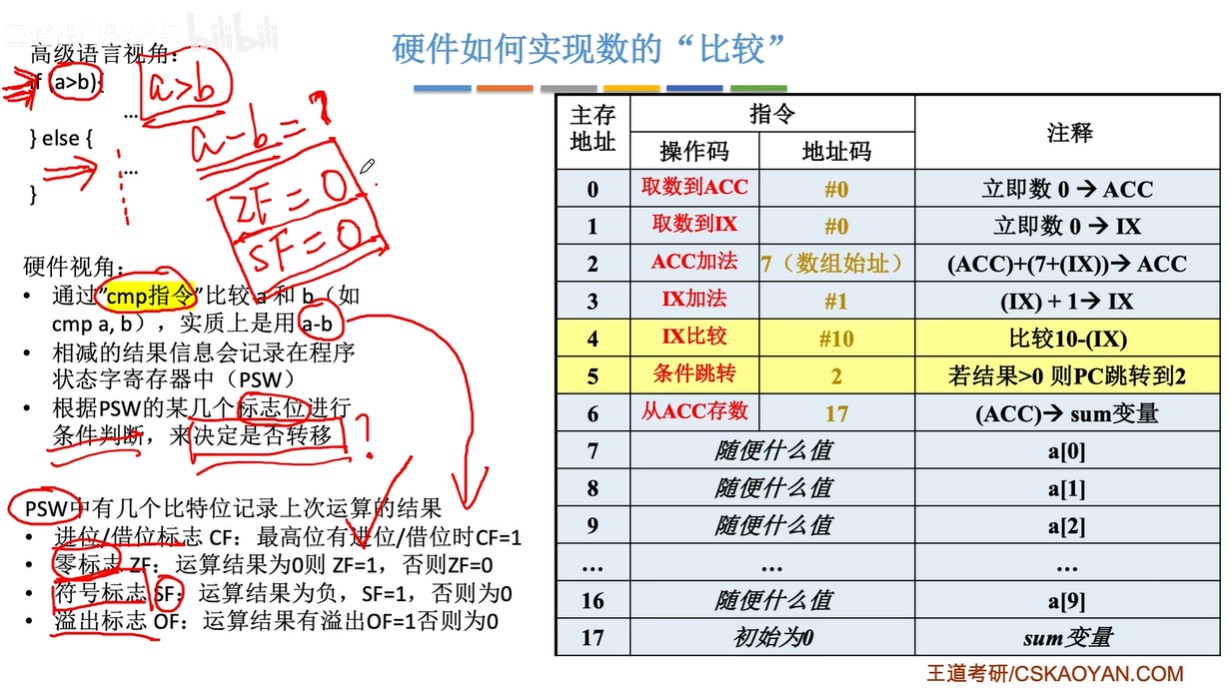 bilibili
硬件如何实现数的“比较”
高级语言视角：
if (a>b){
...
} else {
...
}
a>b
a-b=?
ZF=0
SF=0
硬件视角：
• 通过”cmp指令“比较 a 和 b（如
cmp a, b），实质上是用 a-b
• 相减的结果信息会记录在程序
状态字寄存器中（PSW）
• 根据PSW的某几个标志位进行
条件判断，来决定是否转移
?
PSW中有几个比特位记录上次运算的结果
• 进位/借位标志 CF：最高位有进位/借位时CF=1
• 零标志 ZF：运算结果为0则 ZF=1，否则ZF=0
• 符号标志 SF：运算结果为负，SF=1，否则为0
• 溢出标志 OF：运算结果有溢出OF=1否则为0
主存地址 指令 注释
操作码 地址码
0 取数到ACC #0 立即数 0 → ACC
1 取数到IX #0 立即数 0 → IX
2 ACC加法 7（数组始址） (ACC)+(7+(IX))→ ACC
3 IX加法 #1 (IX) + 1→ IX
4 IX比较 #10 比较10-(IX)
5 条件跳转 2 若结果>0 则PC跳转到2
6 从ACC存数 17 (ACC)→ sum变量
7 随便什么值 a[0]
8 随便什么值 a[1]
9 随便什么值 a[2]
... ... ...
16 随便什么值 a[9]
17 初始为0 sum变量
王道考研/CSKAOYAN.COM